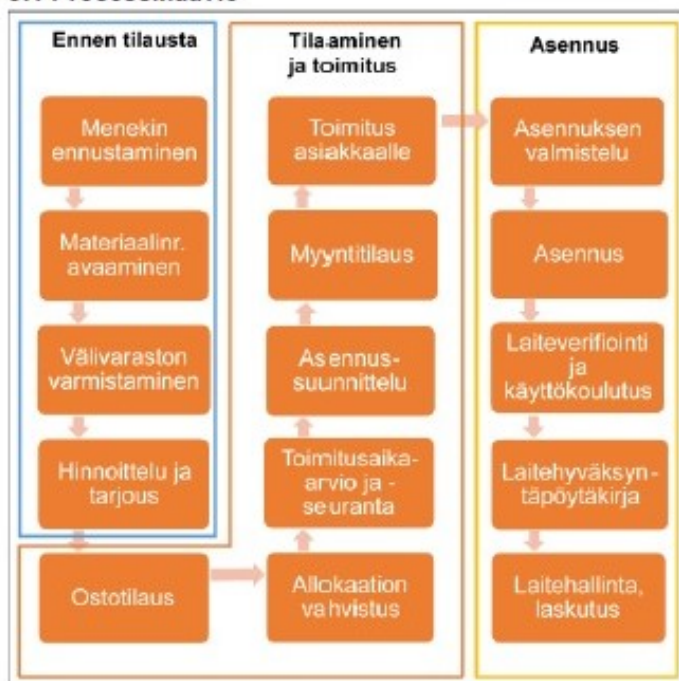 Ennen tilausta
Menekin
ennustaminen
Materiaalinr.
avaaminen
Välivaraston
varmistaminen
Hinnoittelu ja
tarjous
Ostotilaus
Tilaaminen
ja toimitus
Toimitus
asiakkaalle
Myyntitilaus
Asennus-
suunnittelu
Toimitusaika-
arvio ja -
seuranta
Allokaation
vahvistus
Asennus
Asennuksen
valmistelu
Asennus
Laiteverifiointi
ja
käyttökoulutus
Laitehyväksyn-
täpöytäkirja
Laitehallinta,
laskutus